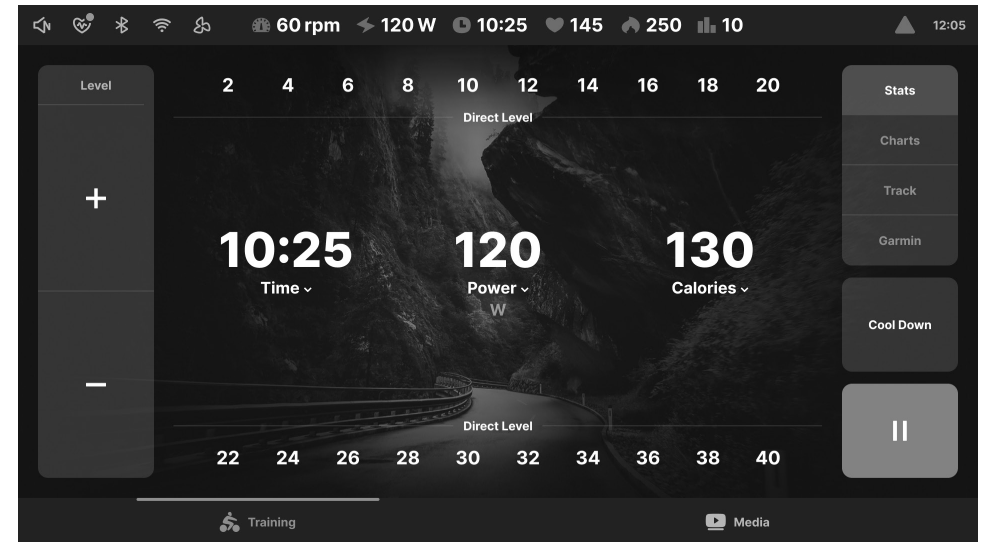 60 rpm 120 W 10:25 145 250 10 12:05
Level
2 4 6 8 10 12 14 16 18 20
Direct Level
Stats
Charts
Track
Garmin
+
10:25 120 130
Time Power Calories
W
Cool Down
−
Direct Level
22 24 26 28 30 32 34 36 38 40
Training Media